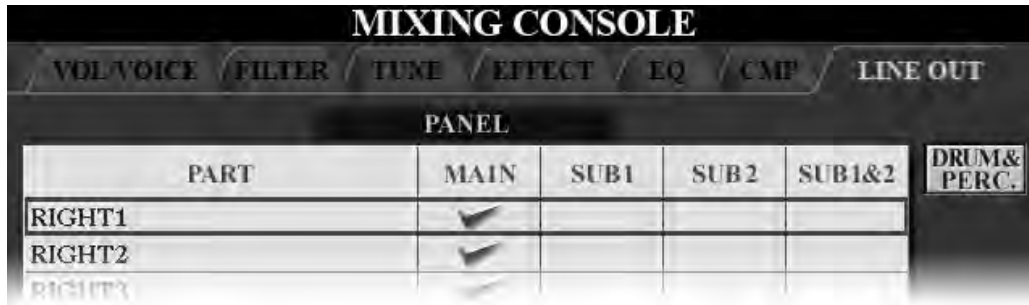 MIXING CONSOLE
VOL/VOICE FILTER TUNE EFFECT EQ CMP LINE OUT
PANEL
PART MAIN SUB1 SUB2 SUB1&2 DRUM&
PERC.
RIGHT1
RIGHT2
RIGHT3